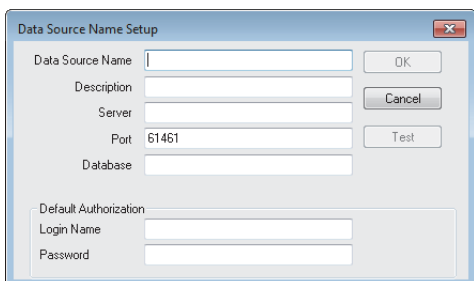 Data Source Name Setup
Data Source Name
OK
Description
Cancel
Server
Port 61461
Test
Database
Default Authorization
Login Name
Password